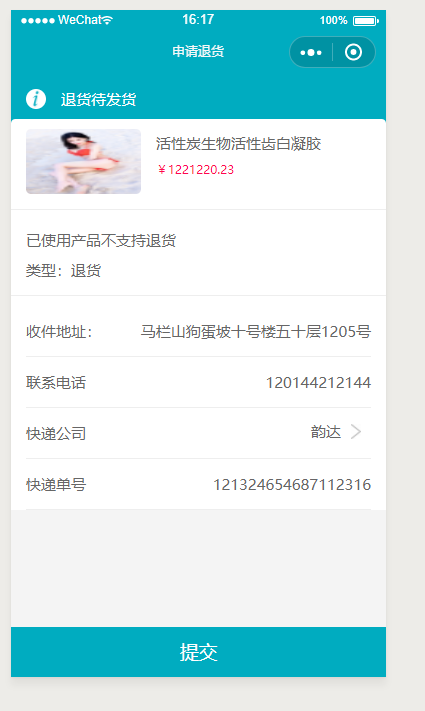 WeChat 16:17 100%
申请退货
退货待发货
活性炭生物活性齿白凝胶
￥1221220.23
已使用产品不支持退货
类型：退货
收件地址： 马栏山狗蛋坡十号楼五十层1205号
联系电话 120144212144
快递公司 韵达
快递单号 121324654687112316
提交